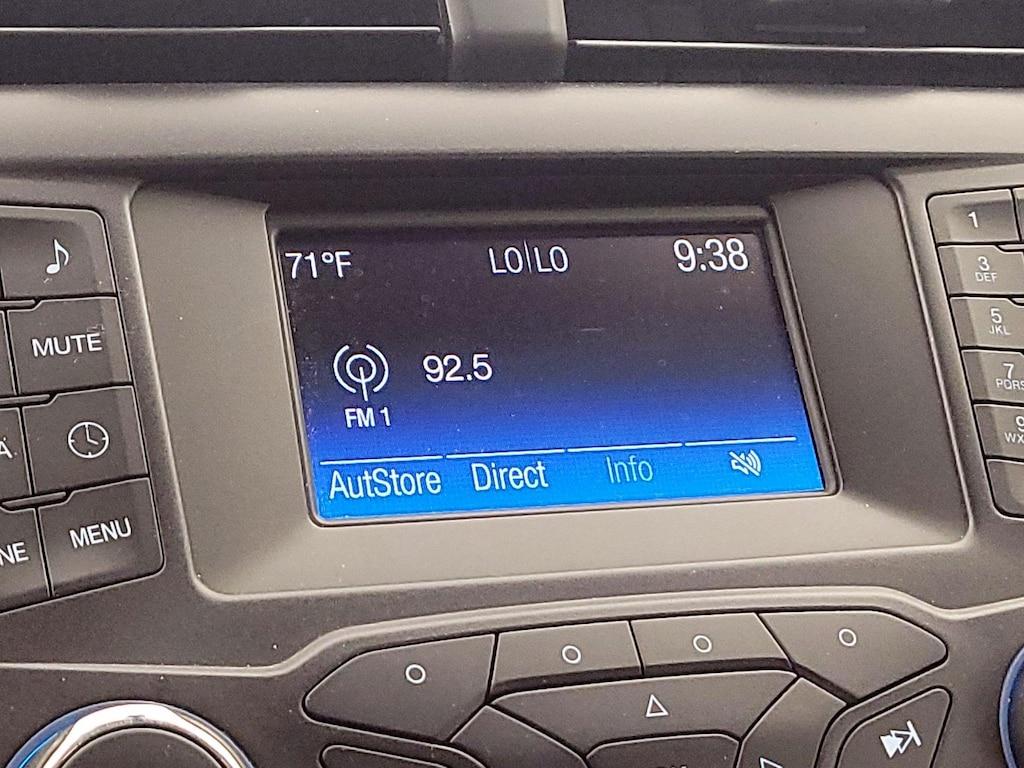 71°F LO|LO 9:38
92.5
FM 1
AutStore Direct Info
MUTE
MENU
1
3
DEF
5
JKL
7
PQRS
9